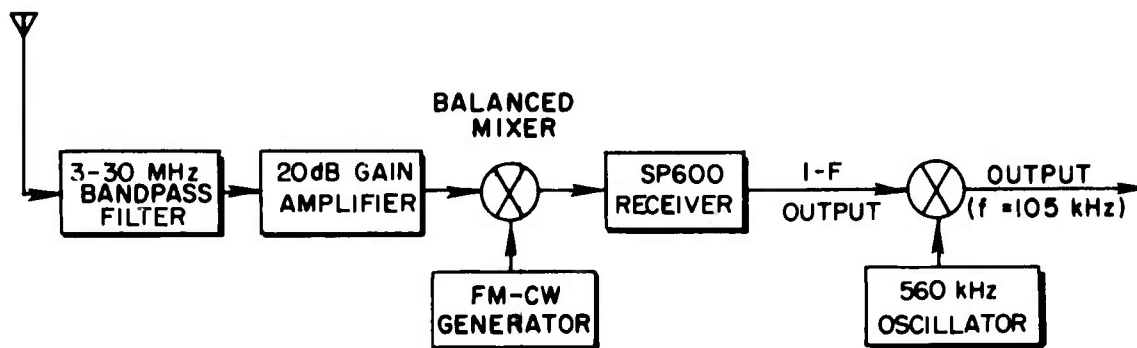 BALANCED
MIXER
3-30 MHz
BANDPASS
FILTER
20dB GAIN
AMPLIFIER
SP600
RECEIVER
I-F
OUTPUT
OUTPUT
(f = 105 kHz)
FM-CW
GENERATOR
560 kHz
OSCILLATOR